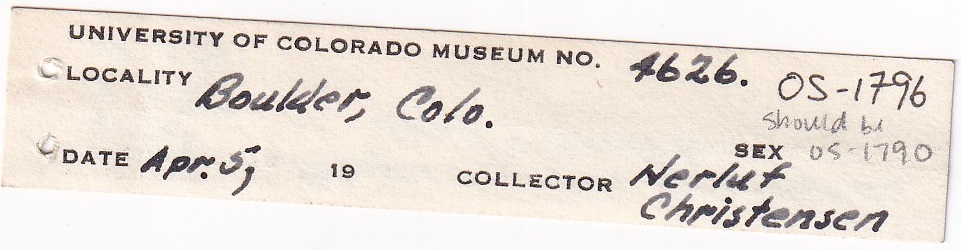 UNIVERSITY OF COLORADO MUSEUM NO. 4626. OS-1796
LOCALITY Boulder, Colo.
should be
OS-1790
SEX
DATE Apr. 5, 19 COLLECTOR Nerluf
Christensen